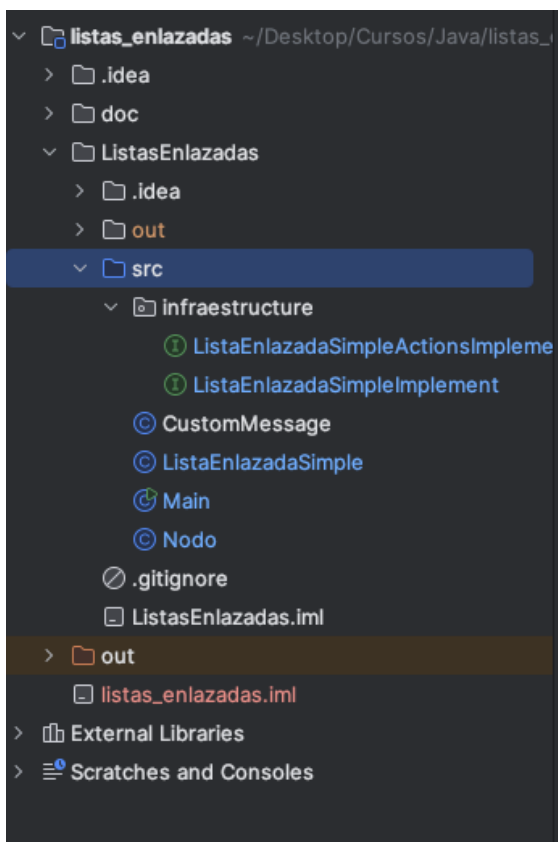 listas_enlazadas ~/Desktop/Cursos/Java/listas_
.idea
doc
ListasEnlazadas
.idea
out
src
infraestructure
ListaEnlazadaSimpleActionsImpleme
ListaEnlazadaSimpleImplement
CustomMessage
ListaEnlazadaSimple
Main
Nodo
.gitignore
ListasEnlazadas.iml
out
listas_enlazadas.iml
External Libraries
Scratches and Consoles